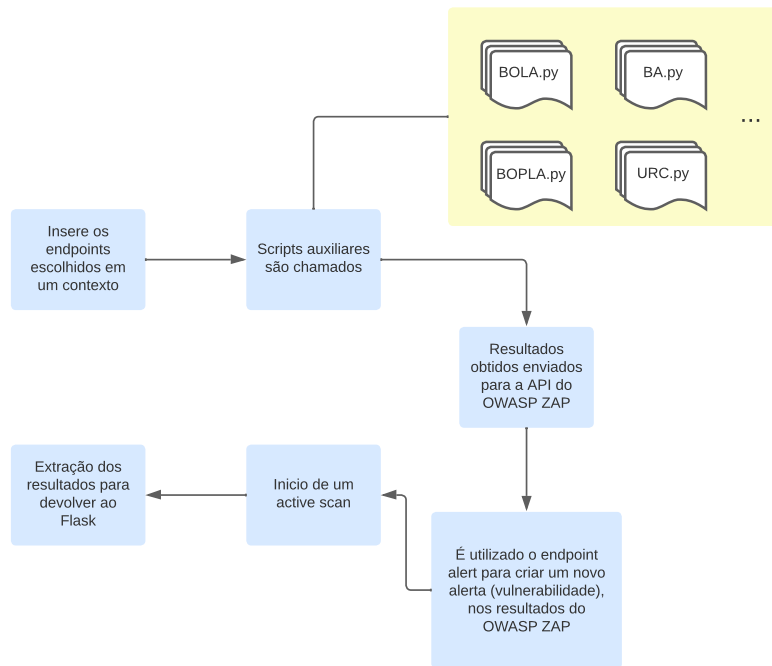 BOLA.py
BA.py
...
BOPLA.py
URC.py
Insere os
endpoints
escolhidos em
um contexto
Scripts auxiliares
são chamados
Resultados
obtidos enviados
para a API do
OWASP ZAP
É utilizado o endpoint
alert para criar um novo
alerta (vulnerabilidade),
nos resultados do
OWASP ZAP
Inicio de um
active scan
Extração dos
resultados para
devolver ao
Flask